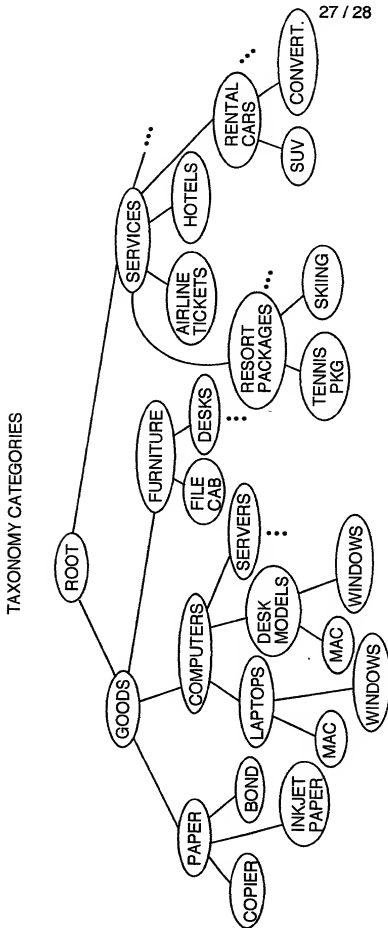 27 / 28
TAXONOMY CATEGORIES
ROOT
GOODS
SERVICES
...
PAPER
COMPUTERS
FURNITURE
RESORT
PACKAGES
AIRLINE
TICKETS
HOTELS
RENTAL
CARS
...
COPIER
INKJET
PAPER
BOND
LAPTOPS
DESK
MODELS
SERVERS
...
FILE
CAB
DESKS
...
TENNIS
PKG
SKIING
...
SUV
CONVERT.
MAC
WINDOWS
MAC
WINDOWS